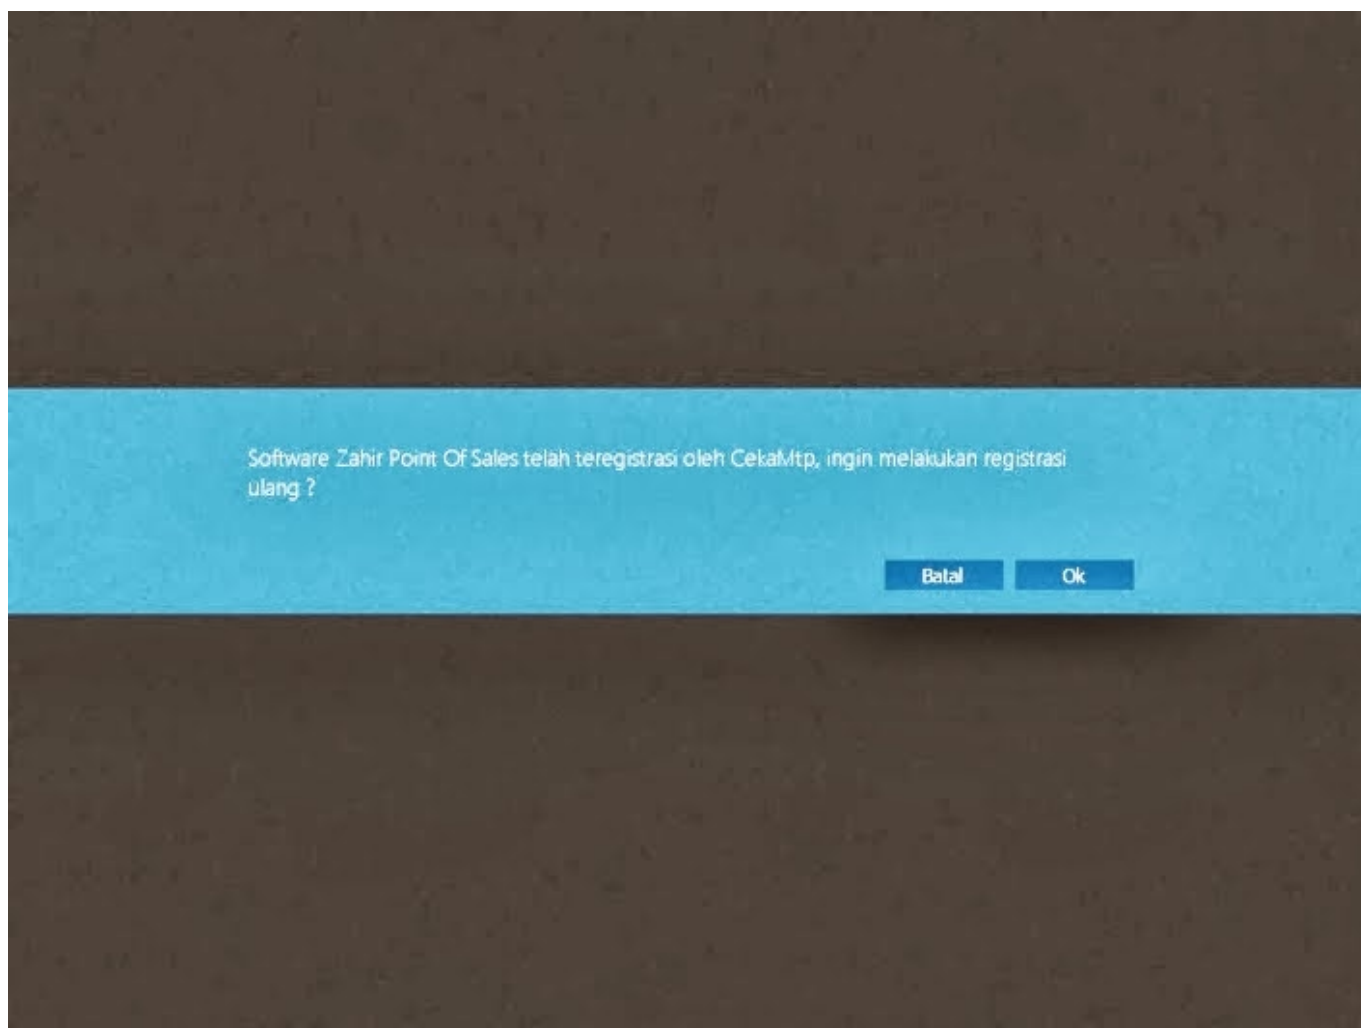 Software Zahir Point Of Sales telah teregistrasi oleh CekaMtp, ingin melakukan registrasi
ulang ?
Batal Ok